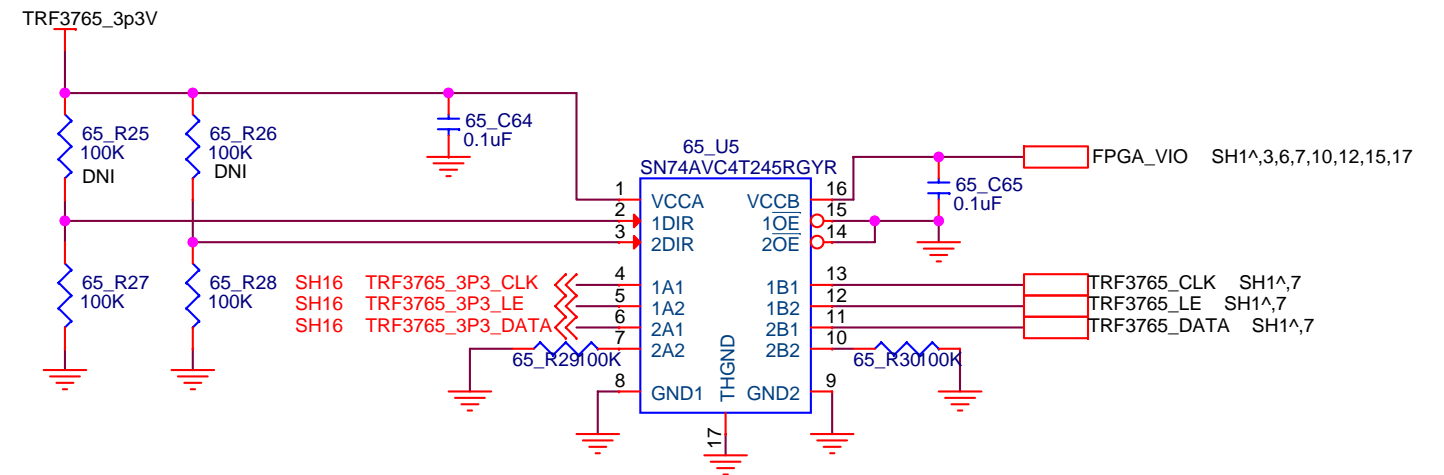 TRF3765_3p3V
65_R25
100K
DNI
65_R26
100K
DNI
65_C64
0.1uF
65_U5
SN74AVC4T245RGYR
FPGA_VIO SH1^,3,6,7,10,12,15,17
65_C65
0.1uF
1 VCCA VCCB 16
2 1DIR 1OE 15
3 2DIR 2OE 14
65_R27
100K
65_R28
100K
SH16 TRF3765_3P3_CLK 4 1A1 1B1 13 TRF3765_CLK SH1^,7
SH16 TRF3765_3P3_LE 5 1A2 1B2 12 TRF3765_LE SH1^,7
SH16 TRF3765_3P3_DATA 6 2A1 2B1 11 TRF3765_DATA SH1^,7
65_R29 100K 7 2A2 2B2 10 65_R30 100K
8 GND1 THGND GND2 9
17